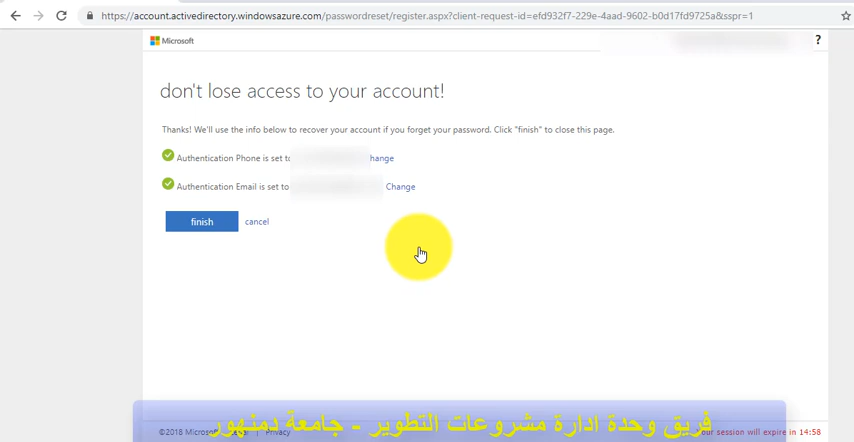 https://account.activedirectory.windowsazure.com/passwordreset/register.aspx?client-request-id=efd932f7-229e-4aad-9602-b0d17fd9725a&sspr=1
Microsoft
?
don't lose access to your account!
Thanks! We'll use the info below to recover your account if you forget your password. Click "finish" to close this page.
Authentication Phone is set to hange
Authentication Email is set to Change
finish cancel
فريق وحدة ادارة مشروعات التطوير - جامعة دمنهور
©2018 Privacy our session will expire in 14:58